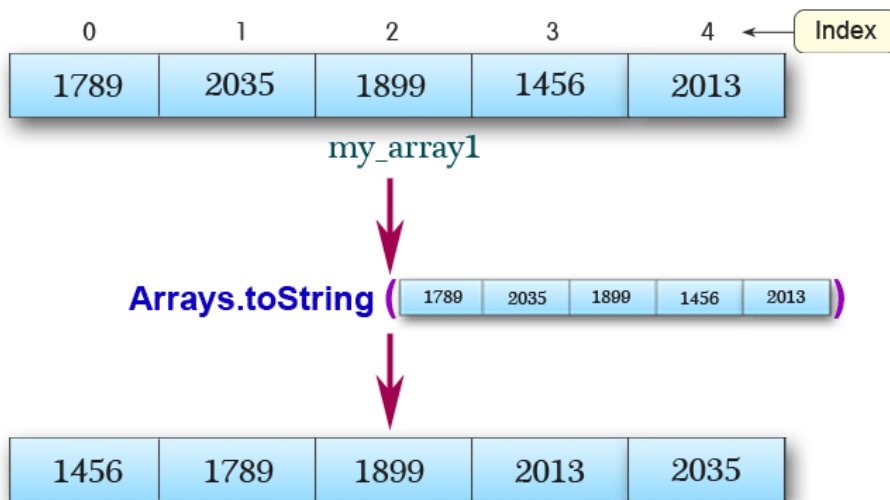 0 1 2 3 4 Index
1789 2035 1899 1456 2013
my_array1
Arrays.toString ( 1789 2035 1899 1456 2013 )
1456 1789 1899 2013 2035